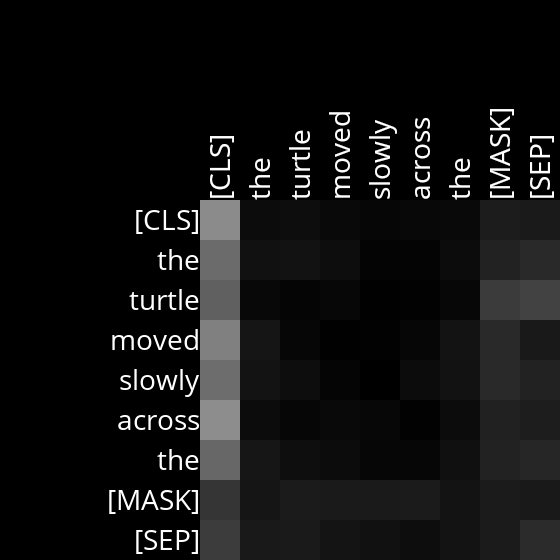 [CLS]
the
turtle
moved
slowly
across
the
[MASK]
[SEP]
[CLS]
the
turtle
moved
slowly
across
the
[MASK]
[SEP]